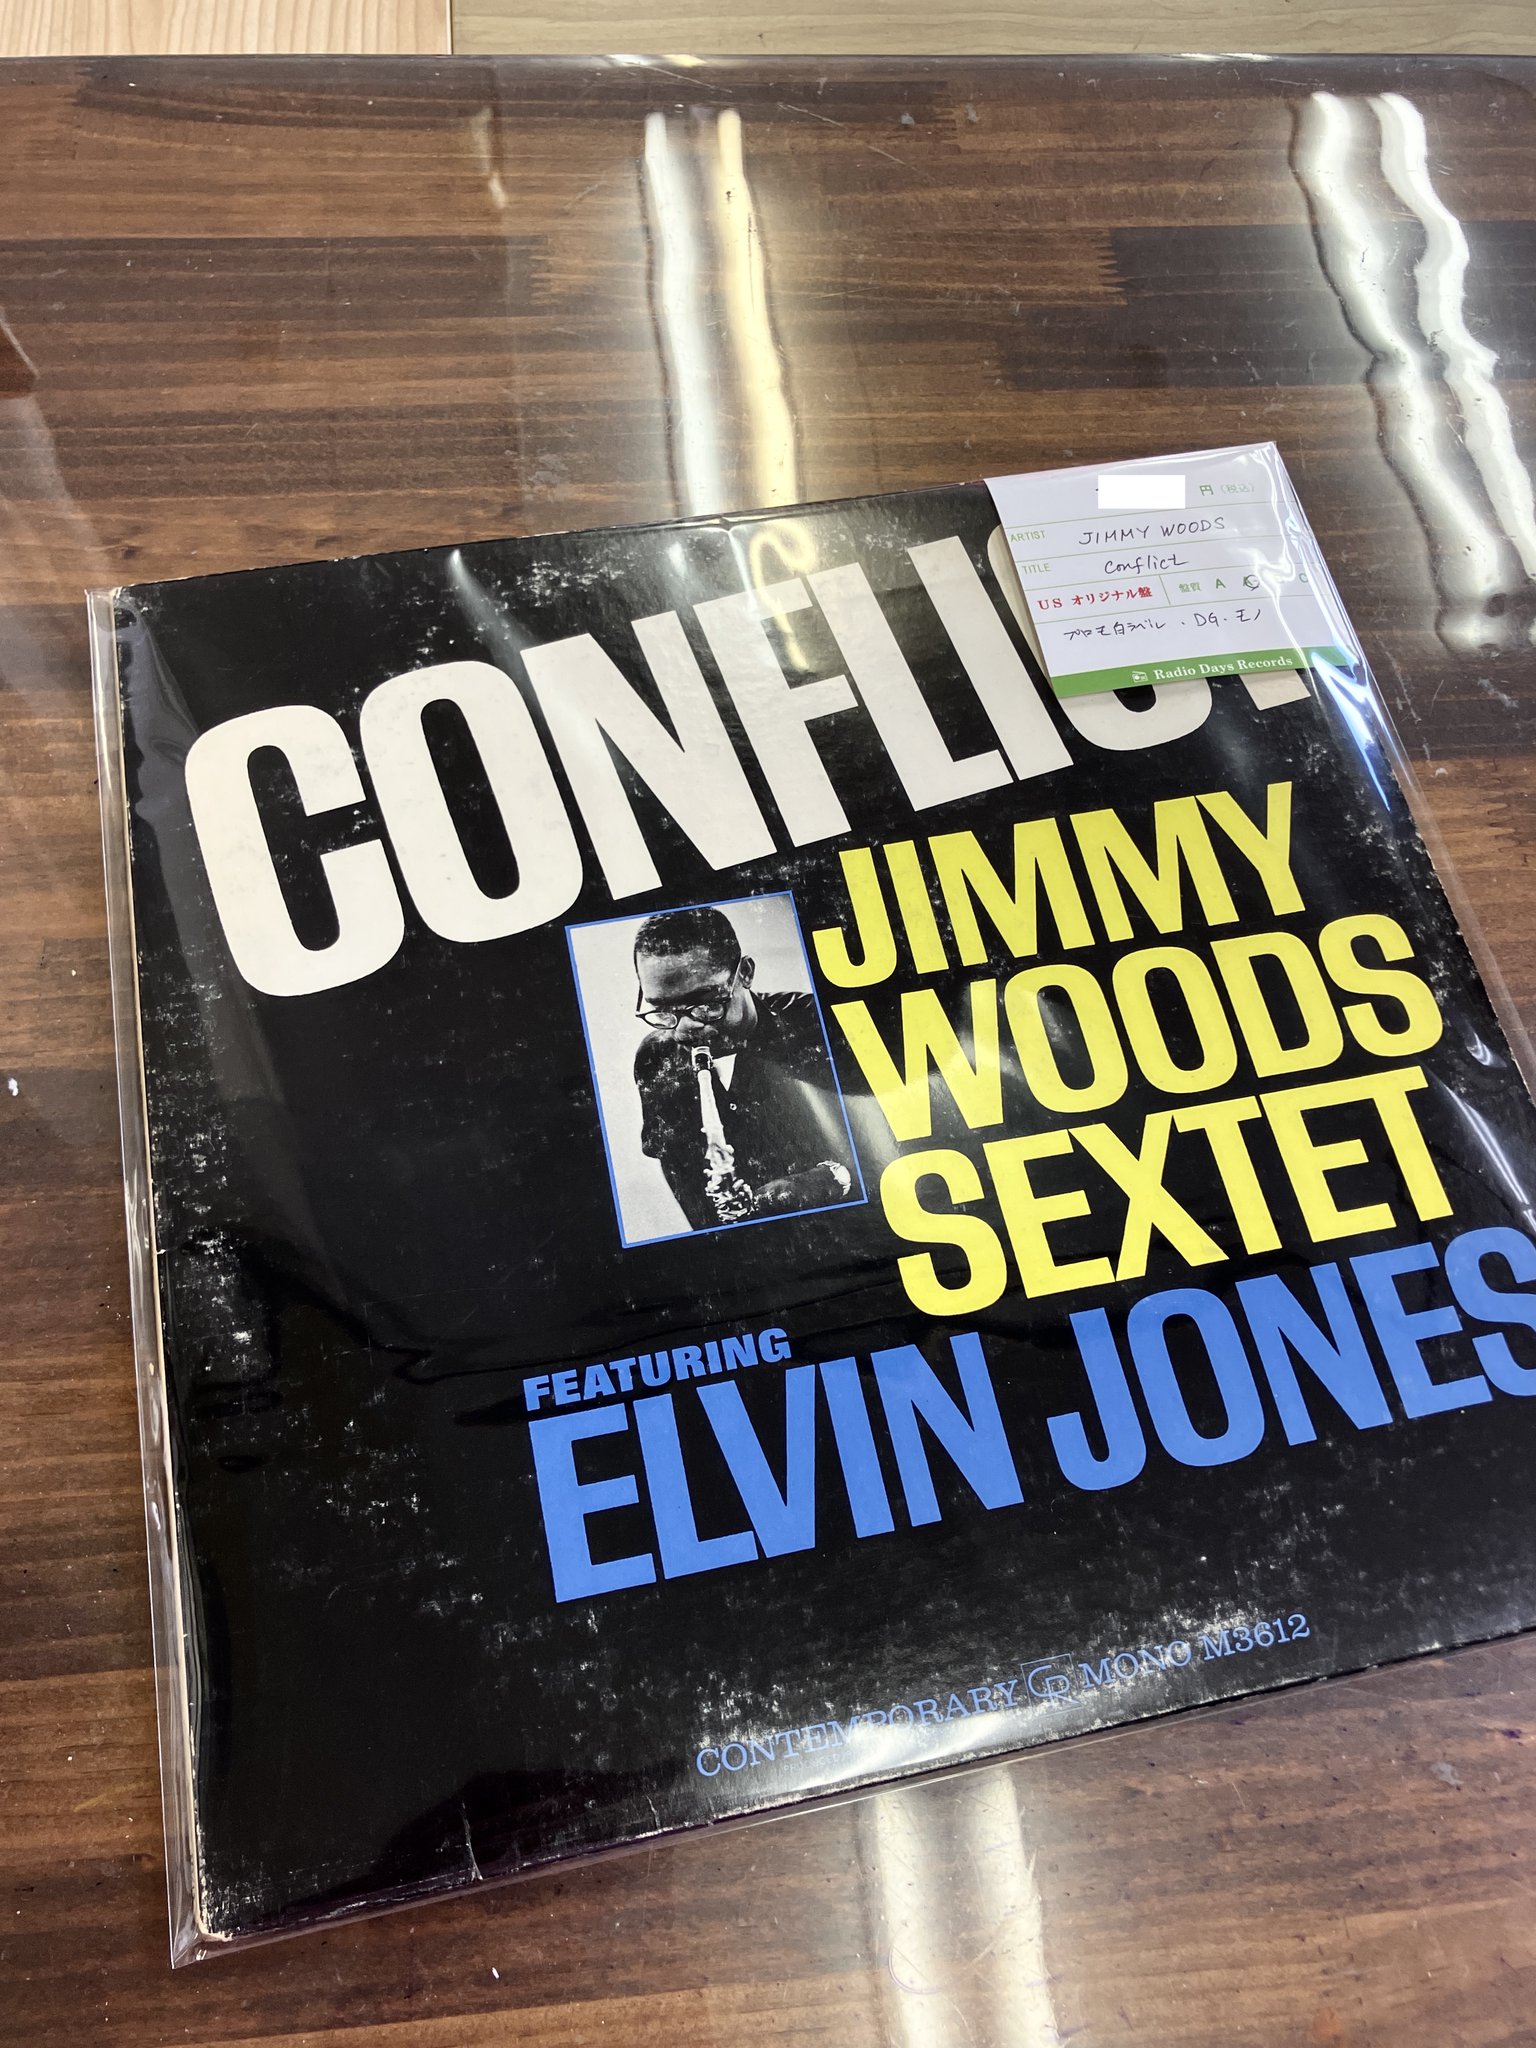 円(税込)
ARTIST JIMMY WOODS
TITLE Conflict
US オリジナル盤 盤質 A C
プロモ白ラベル . DG. モノ
Radio Days Records
CONFLICT
JIMMY
WOODS
SEXTET
FEATURING
ELVIN JONES
CONTEMPORARY CR MONO M3612